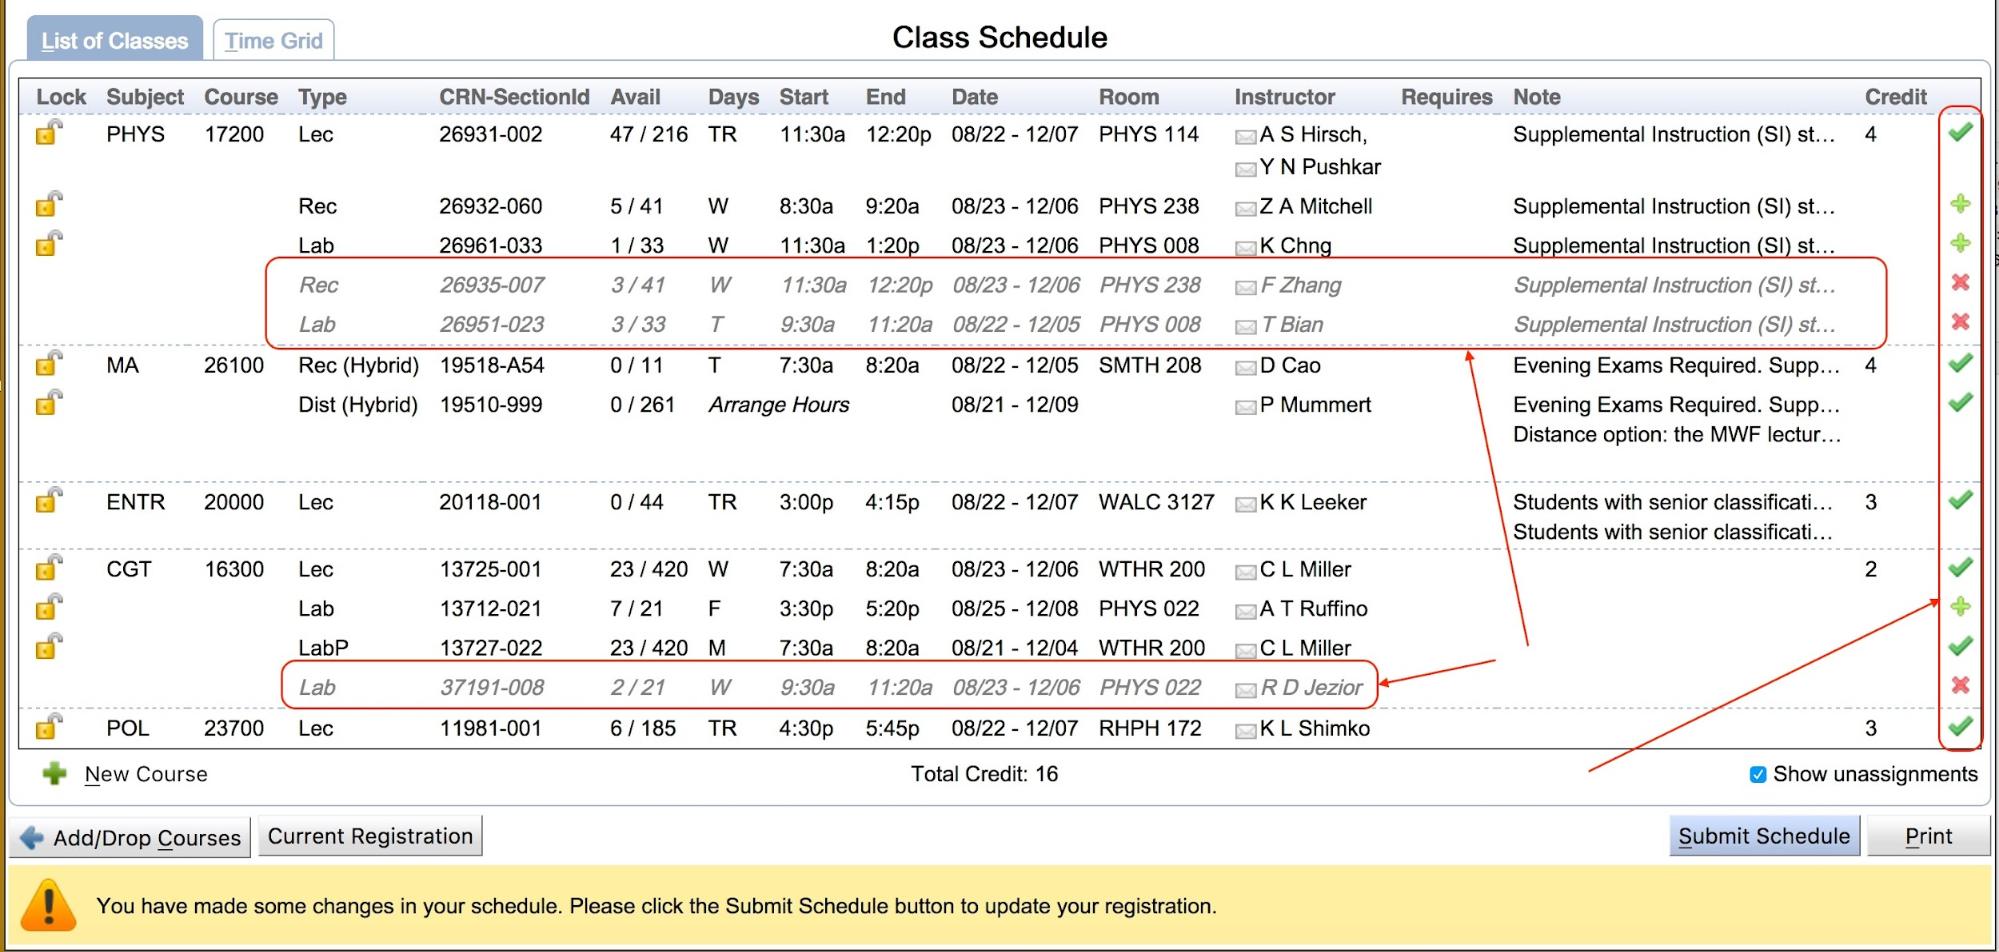 List of Classes Time Grid Class Schedule
Lock Subject Course Type CRN-SectionId Avail Days Start End Date Room Instructor Requires Note Credit
PHYS 17200 Lec 26931-002 47 / 216 TR 11:30a 12:20p 08/22 - 12/07 PHYS 114 A S Hirsch, Supplemental Instruction (SI) st... 4
Y N Pushkar
Rec 26932-060 5 / 41 W 8:30a 9:20a 08/23 - 12/06 PHYS 238 Z A Mitchell Supplemental Instruction (SI) st...
Lab 26961-033 1 / 33 W 11:30a 1:20p 08/23 - 12/06 PHYS 008 K Chng Supplemental Instruction (SI) st...
Rec 26935-007 3 / 41 W 11:30a 12:20p 08/23 - 12/06 PHYS 238 F Zhang Supplemental Instruction (SI) st...
Lab 26951-023 3 / 33 T 9:30a 11:20a 08/22 - 12/05 PHYS 008 T Bian Supplemental Instruction (SI) st...
MA 26100 Rec (Hybrid) 19518-A54 0 / 11 T 7:30a 8:20a 08/22 - 12/05 SMTH 208 D Cao Evening Exams Required. Supp... 4
Dist (Hybrid) 19510-999 0 / 261 Arrange Hours 08/21 - 12/09 P Mummert Evening Exams Required. Supp...
Distance option: the MWF lectur...
ENTR 20000 Lec 20118-001 0 / 44 TR 3:00p 4:15p 08/22 - 12/07 WALC 3127 K K Leeker Students with senior classificati... 3
Students with senior classificati...
CGT 16300 Lec 13725-001 23 / 420 W 7:30a 8:20a 08/23 - 12/06 WTHR 200 C L Miller 2
Lab 13712-021 7 / 21 F 3:30p 5:20p 08/25 - 12/08 PHYS 022 A T Ruffino
LabP 13727-022 23 / 420 M 7:30a 8:20a 08/21 - 12/04 WTHR 200 C L Miller
Lab 37191-008 2 / 21 W 9:30a 11:20a 08/23 - 12/06 PHYS 022 R D Jezior
POL 23700 Lec 11981-001 6 / 185 TR 4:30p 5:45p 08/22 - 12/07 RHPH 172 K L Shimko 3
New Course Total Credit: 16 Show unassignments
Add/Drop Courses Current Registration Submit Schedule Print
You have made some changes in your schedule. Please click the Submit Schedule button to update your registration.